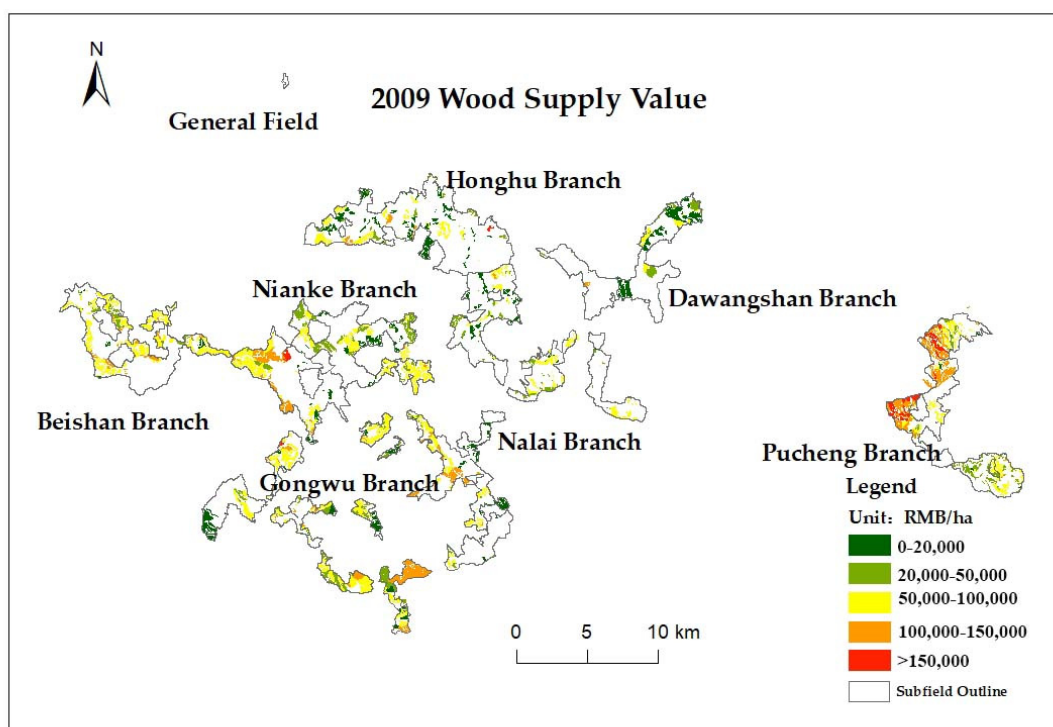 N
2009 Wood Supply Value
General Field
Honghu Branch
Nianke Branch
Dawangshan Branch
Beishan Branch
Nalai Branch
Pucheng Branch
Gongwu Branch
Legend
Unit: RMB/ha
0-20,000
20,000-50,000
50,000-100,000
100,000-150,000
>150,000
Subfield Outline
0 5 10 km